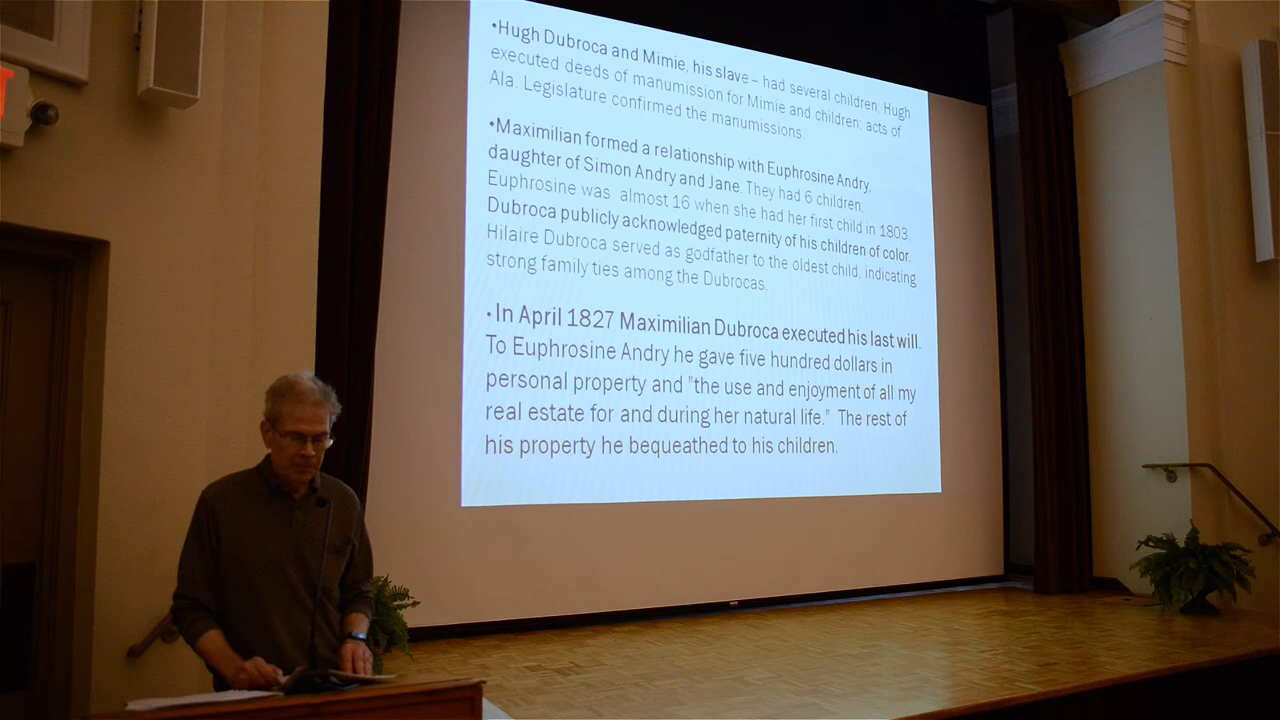 •Hugh Dubroca and Mimie, his slave – had several children. Hugh
executed deeds of manumission for Mimie and children; acts of
Ala. Legislature confirmed the manumissions.
•Maximilian formed a relationship with Euphrosine Andry,
daughter of Simon Andry and Jane. They had 6 children;
Euphrosine was almost 16 when she had her first child in 1803.
Dubroca publicly acknowledged paternity of his children of color.
Hilaire Dubroca served as godfather to the oldest child, indicating
strong family ties among the Dubrocas.
•In April 1827 Maximilian Dubroca executed his last will.
To Euphrosine Andry he gave five hundred dollars in
personal property and "the use and enjoyment of all my
real estate for and during her natural life." The rest of
his property he bequeathed to his children.